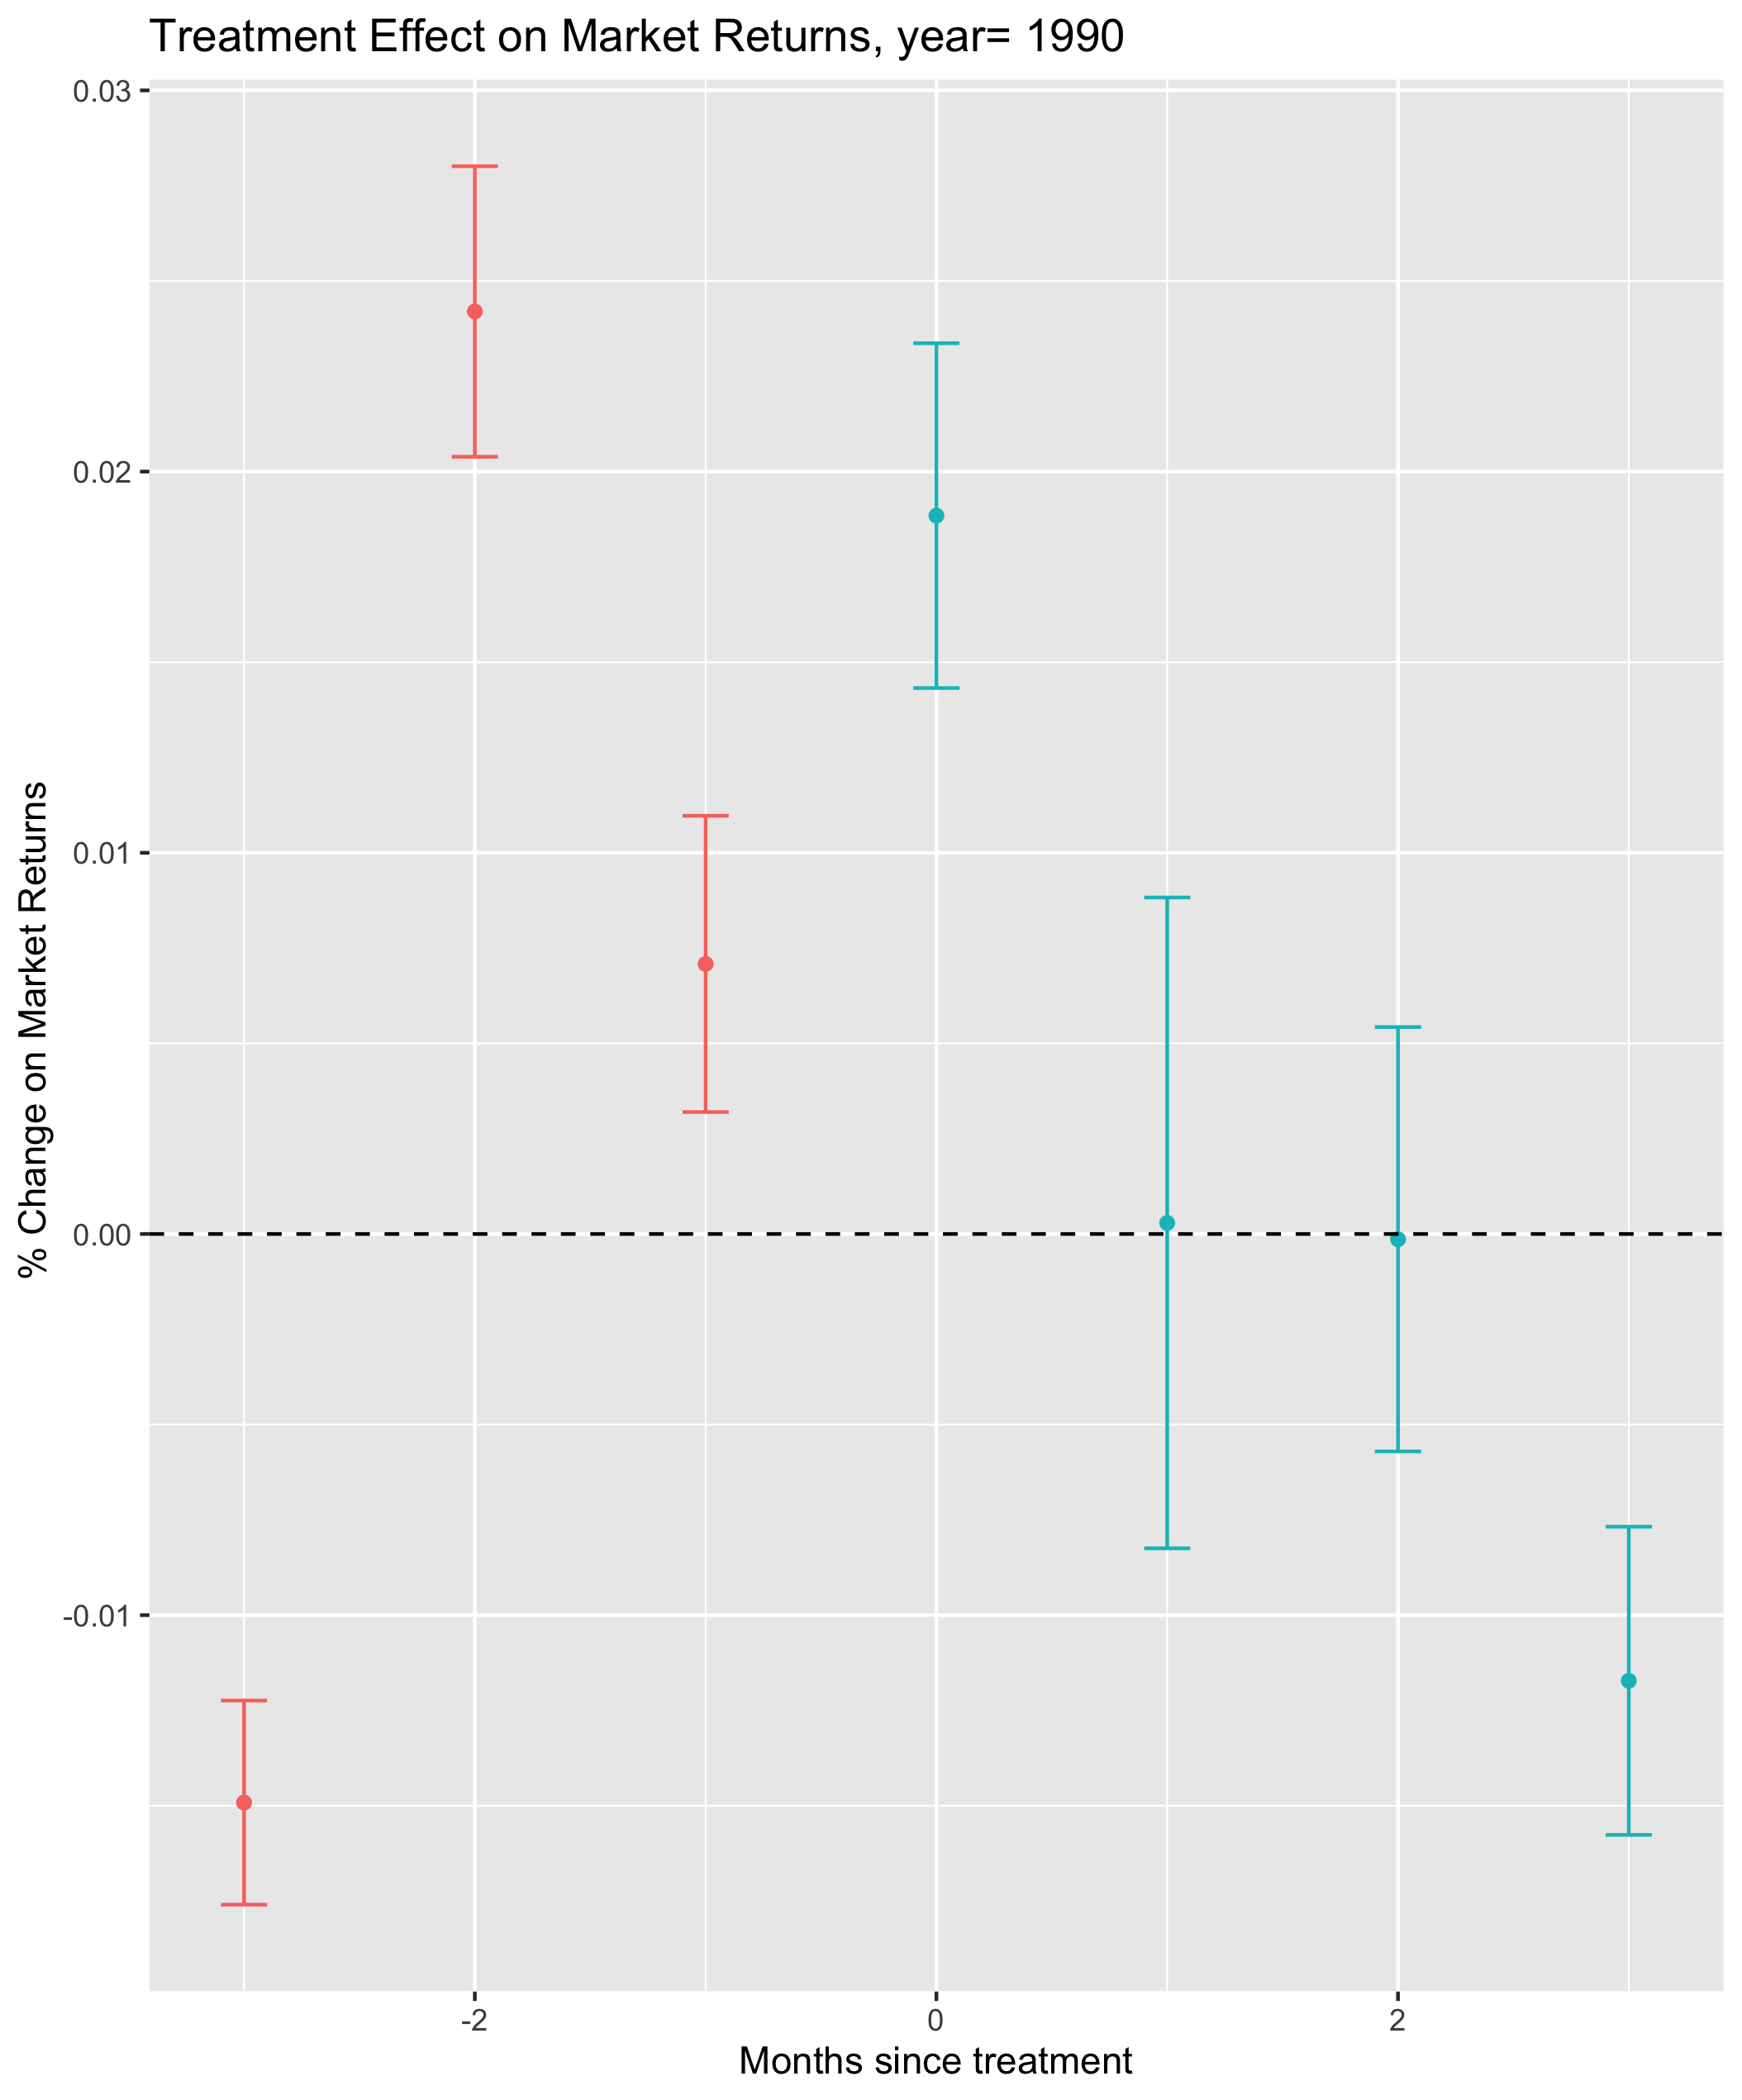 Treatment Effect on Market Returns, year= 1990
% Change on Market Returns
0.03
0.02
0.01
0.00
-0.01
-2 0 2
Months since treatment